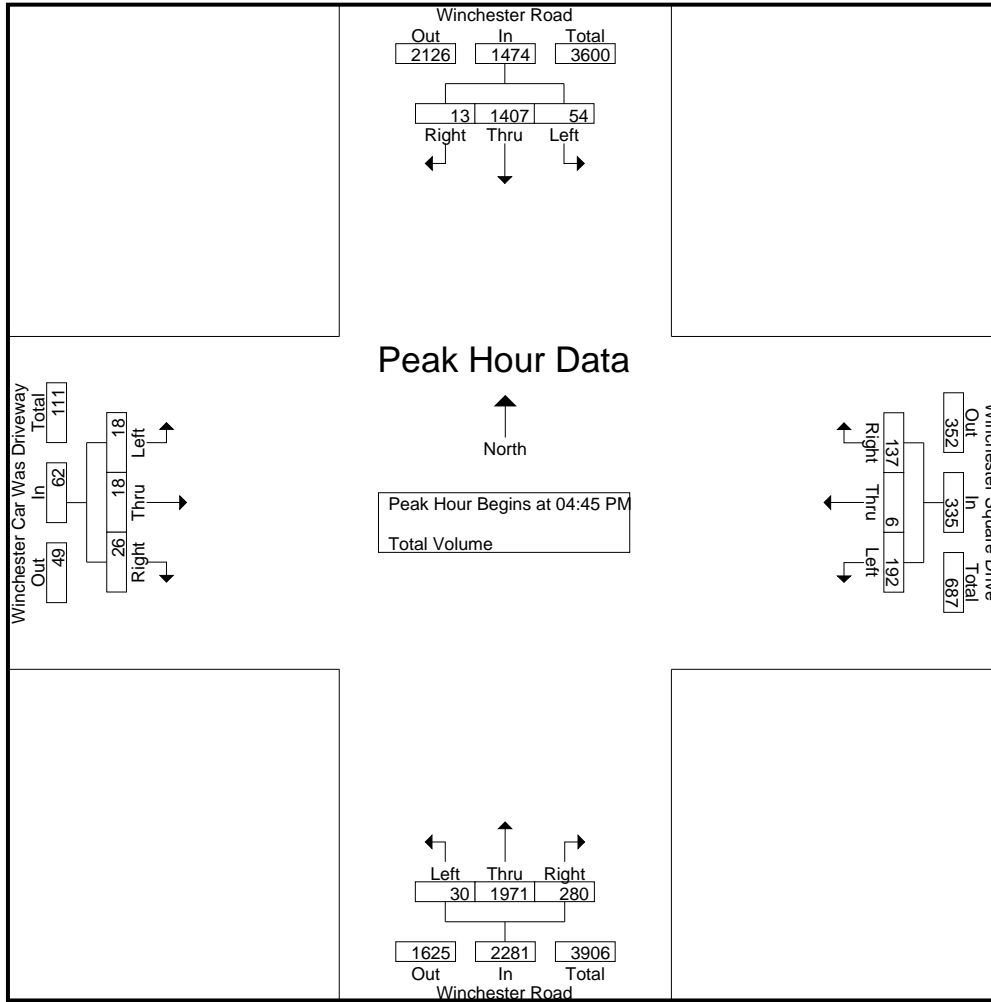 Winchester Road
Out In Total
2126 1474 3600
13 1407 54
Right Thru Left
Peak Hour Data
North
Peak Hour Begins at 04:45 PM
Total Volume
Winchester Car Was Driveway
Total In Out
111 62 49
18 18 26
Left Thru Right
Winchester Square Drive
Out In Total
352 335 687
137 6 192
Right Thru Left
Left Thru Right
30 1971 280
1625 2281 3906
Out In Total
Winchester Road